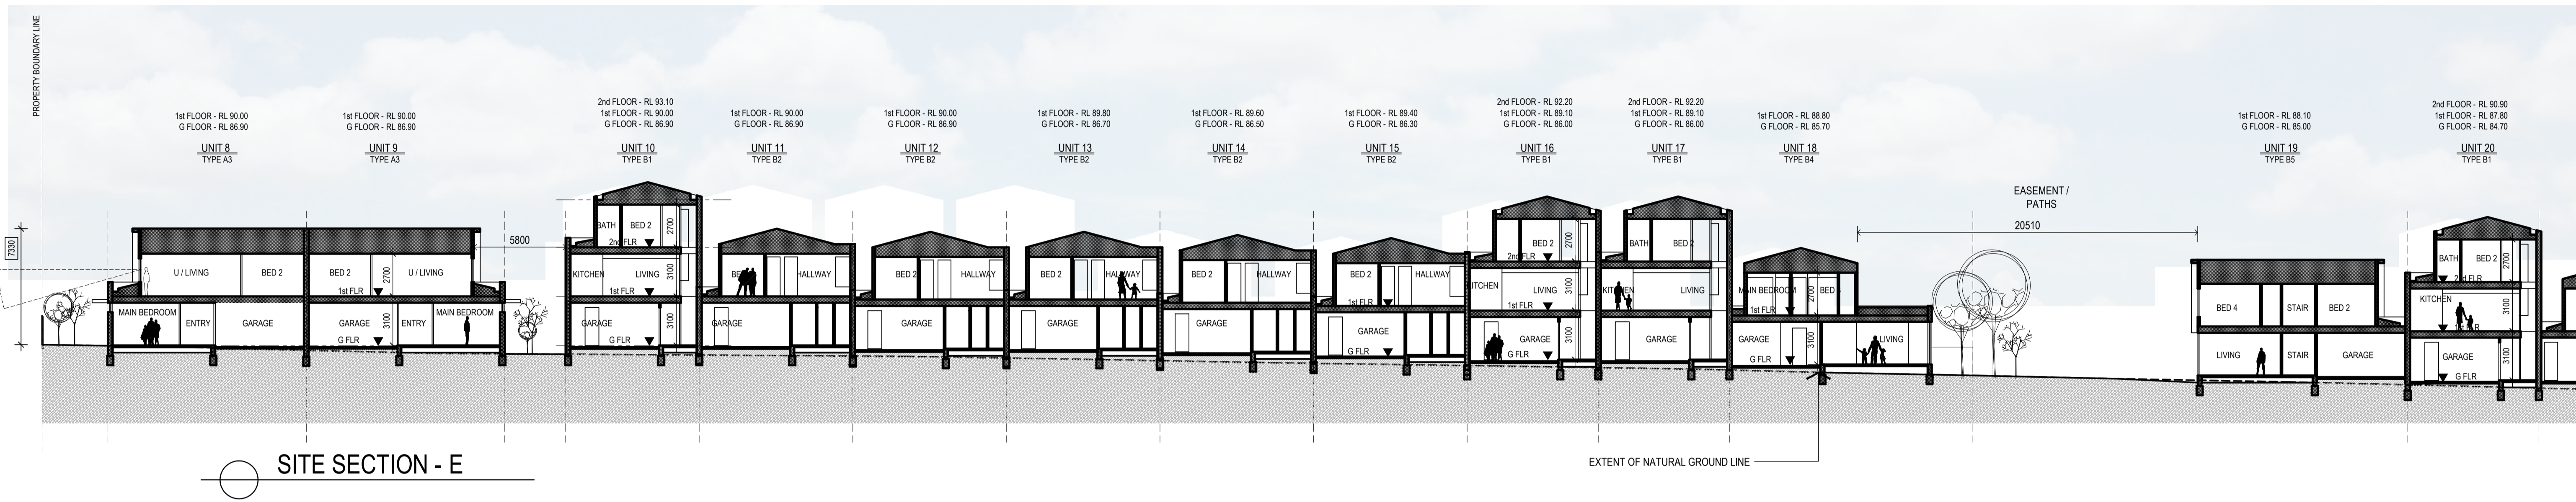 PROPERTY BOUNDARY LINE
1st FLOOR - RL 90.00
G FLOOR - RL 86.90
UNIT 8
TYPE A3
1st FLOOR - RL 90.00
G FLOOR - RL 86.90
UNIT 9
TYPE A3
2nd FLOOR - RL 93.10
1st FLOOR - RL 90.00
G FLOOR - RL 86.90
UNIT 10
TYPE B1
1st FLOOR - RL 90.00
G FLOOR - RL 86.90
UNIT 11
TYPE B2
1st FLOOR - RL 90.00
G FLOOR - RL 86.90
UNIT 12
TYPE B2
1st FLOOR - RL 89.80
G FLOOR - RL 86.70
UNIT 13
TYPE B2
1st FLOOR - RL 89.60
G FLOOR - RL 86.50
UNIT 14
TYPE B2
1st FLOOR - RL 89.40
G FLOOR - RL 86.30
UNIT 15
TYPE B2
2nd FLOOR - RL 92.20
1st FLOOR - RL 89.10
G FLOOR - RL 86.00
UNIT 16
TYPE B1
2nd FLOOR - RL 92.20
1st FLOOR - RL 89.10
G FLOOR - RL 86.00
UNIT 17
TYPE B1
1st FLOOR - RL 88.80
G FLOOR - RL 85.70
UNIT 18
TYPE B4
EASEMENT /
PATHS
20510
1st FLOOR - RL 88.10
G FLOOR - RL 85.00
UNIT 19
TYPE B5
2nd FLOOR - RL 90.90
1st FLOOR - RL 87.80
G FLOOR - RL 84.70
UNIT 20
TYPE B1
7330
U / LIVING
BED 2
BED 2
2700
U / LIVING
1st FLR
MAIN BEDROOM
ENTRY
GARAGE
GARAGE
3100
ENTRY
MAIN BEDROOM
G FLR
5800
BATH
BED 2
2700
2nd FLR
KITCHEN
LIVING
3100
1st FLR
GARAGE
3100
G FLR
HALLWAY
GARAGE
BED 2
HALLWAY
GARAGE
BED 2
HALLWAY
GARAGE
BED 2
HALLWAY
GARAGE
BED 2
HALLWAY
1st FLR
GARAGE
G FLR
BED 2
2700
2nd FLR
KITCHEN
LIVING
3100
1st FLR
GARAGE
3100
G FLR
BATH
BED 2
KITCHEN
LIVING
GARAGE
MAIN BEDROOM
2700
BED
1st FLR
GARAGE
3100
LIVING
G FLR
BED 4
STAIR
BED 2
LIVING
STAIR
GARAGE
BATH
BED 2
2700
2nd FLR
KITCHEN
3100
1st FLR
GARAGE
3100
G FLR
SITE SECTION - E
EXTENT OF NATURAL GROUND LINE